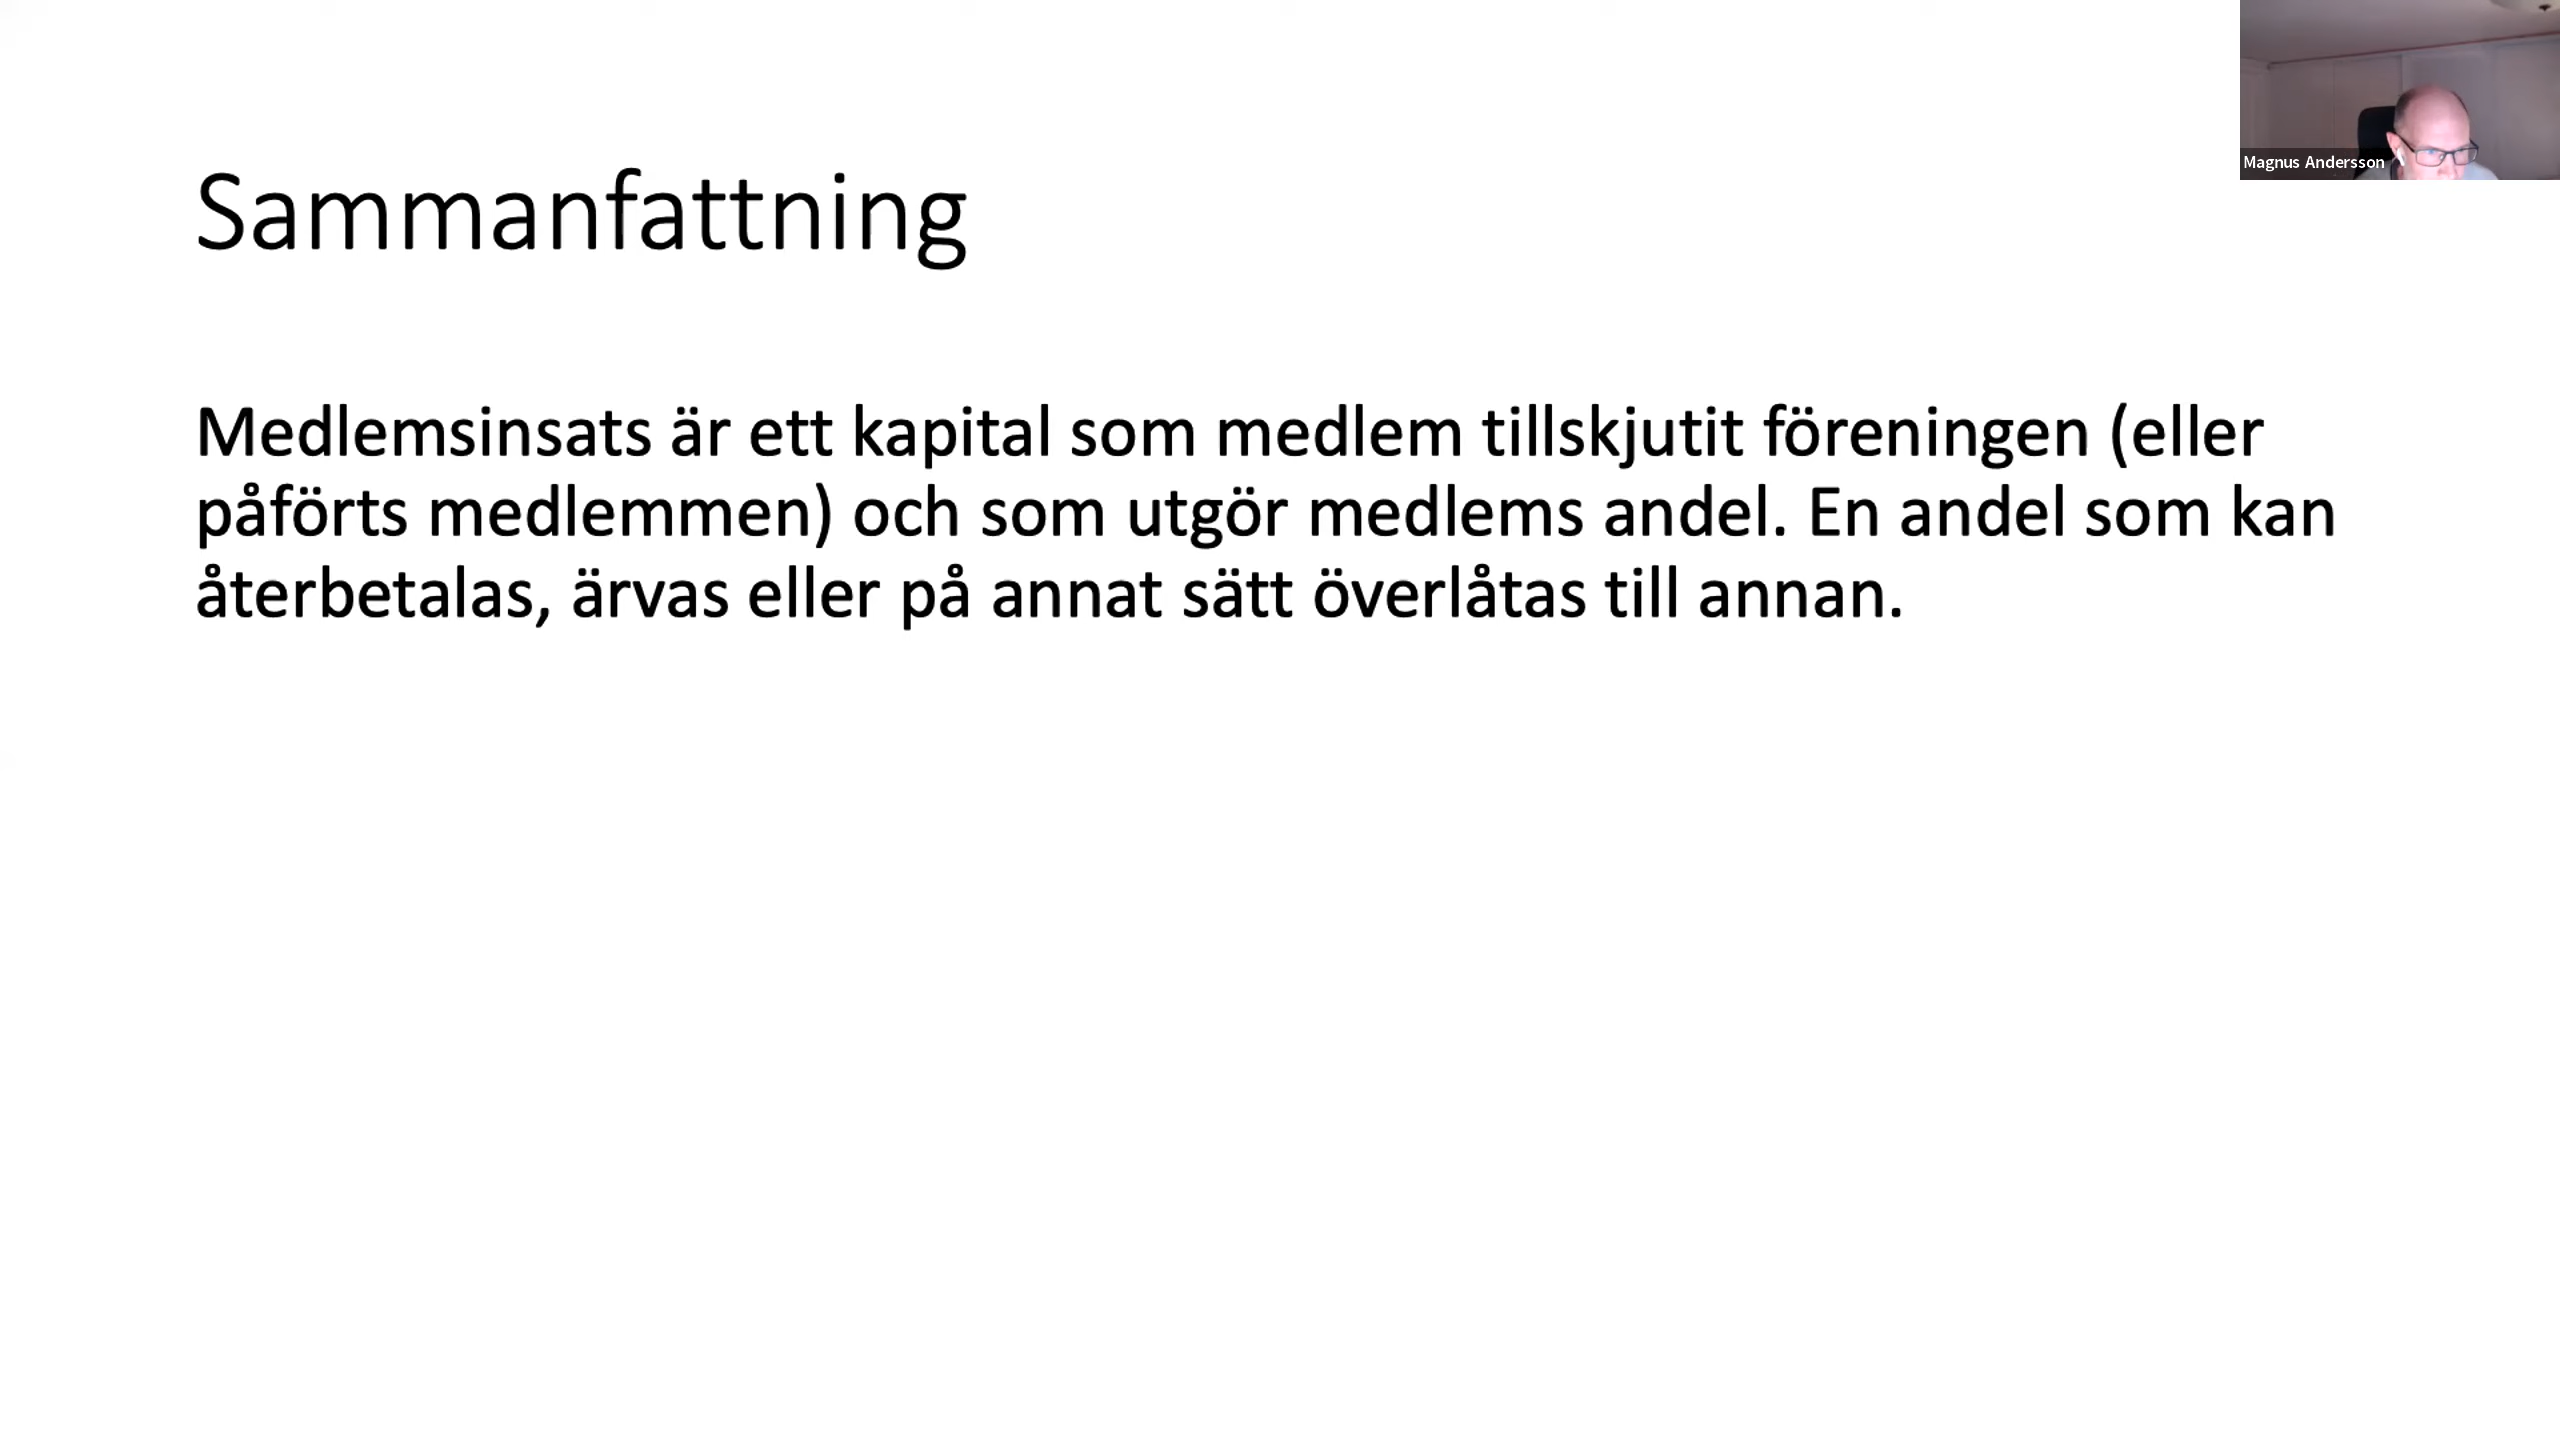 Sammanfattning
Medlemsinsats är ett kapital som medlem tillskjutit föreningen (eller
påförts medlemmen) och som utgör medlems andel. En andel som kan
återbetalas, ärvas eller på annat sätt överlåtas till annan.
Magnus Andersson